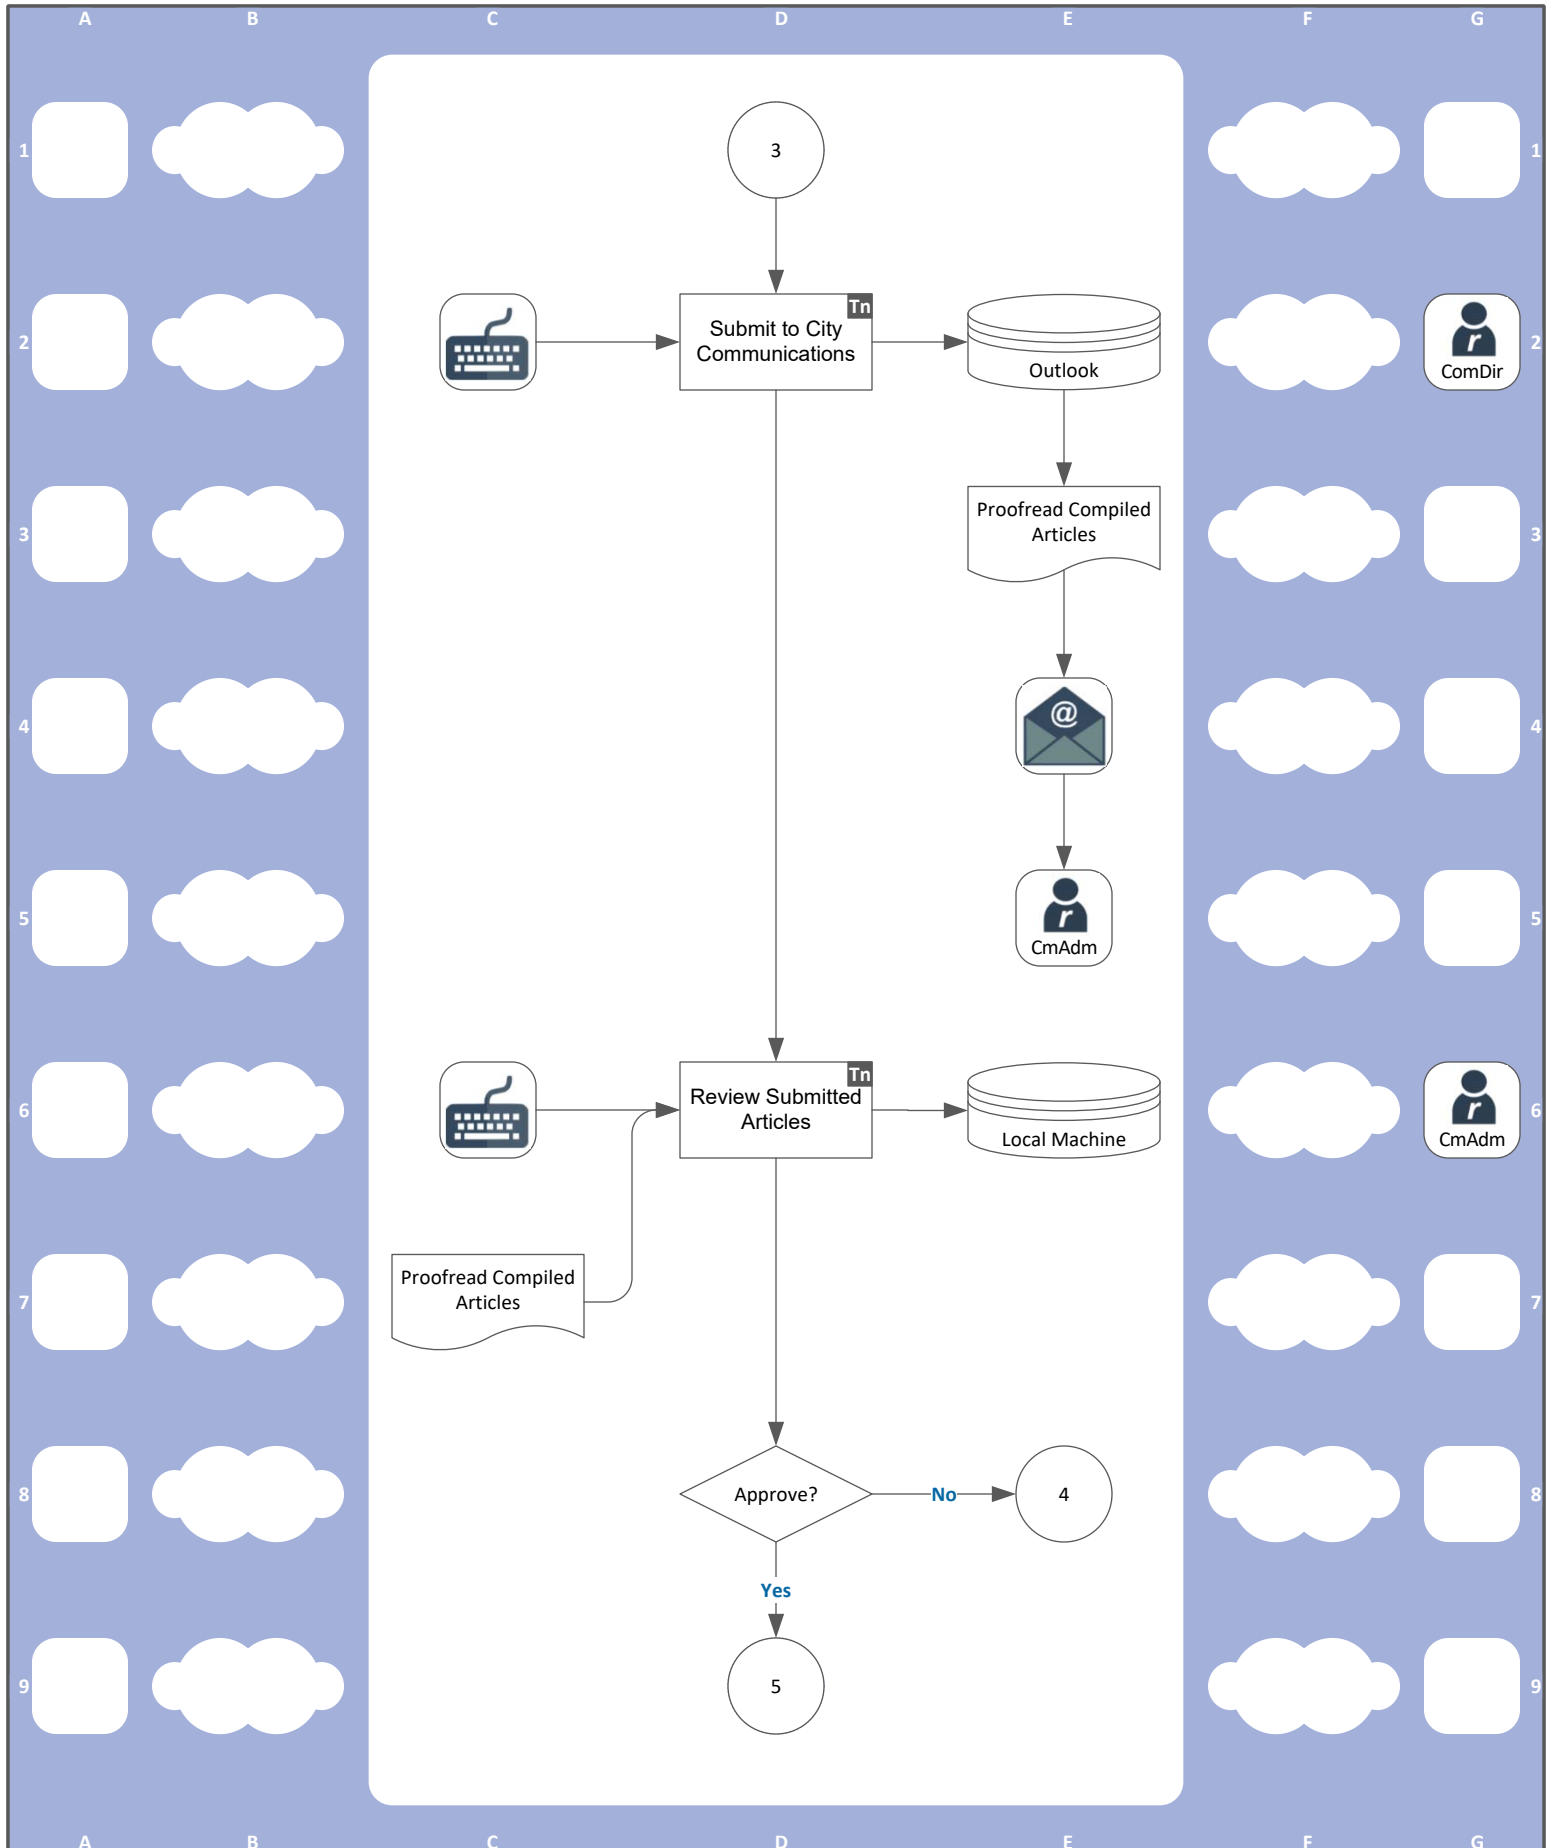 A B C D E F G
1 3 1
Tn
2 Submit to City
Communications Outlook ComDir 2
3 Proofread Compiled
Articles 3
4 @ 4
5 r
CmAdm 5
Tn
6 Review Submitted
Articles Local Machine r
CmAdm 6
7 Proofread Compiled
Articles 7
8 Approve? No 4 8
Yes
9 5 9
A B C D E F G